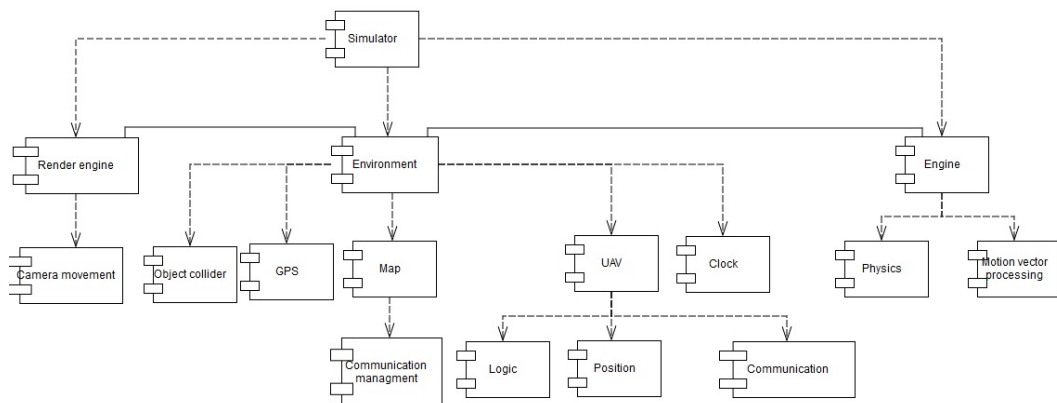 Simulator
Render engine
Environment
Engine
Camera movement
Object collider
GPS
Map
UAV
Clock
Physics
Motion vector
processing
Communication
managment
Logic
Position
Communication